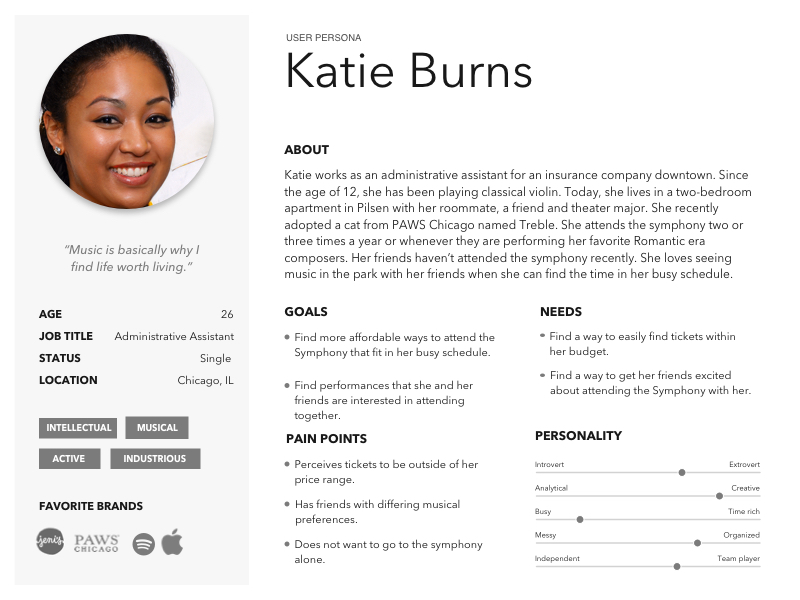 USER PERSONA
Katie Burns
“Music is basically why I
find life worth living.”
AGE 26
JOB TITLE Administrative Assistant
STATUS Single
LOCATION Chicago, IL
INTELLECTUAL MUSICAL
ACTIVE INDUSTRIOUS
FAVORITE BRANDS
jeni's PAWS
CHICAGO
ABOUT
Katie works as an administrative assistant for an insurance company downtown. Since
the age of 12, she has been playing classical violin. Today, she lives in a two-bedroom
apartment in Pilsen with her roommate, a friend and theater major. She recently
adopted a cat from PAWS Chicago named Treble. She attends the symphony two or
three times a year or whenever they are performing her favorite Romantic era
composers. Her friends haven’t attended the symphony recently. She loves seeing
music in the park with her friends when she can find the time in her busy schedule.
GOALS
Find more affordable ways to attend the
Symphony that fit in her busy schedule.
Find performances that she and her
friends are interested in attending
together.
PAIN POINTS
Perceives tickets to be outside of her
price range.
Has friends with differing musical
preferences.
Does not want to go to the symphony
alone.
NEEDS
Find a way to easily find tickets within
her budget.
Find a way to get her friends excited
about attending the Symphony with her.
PERSONALITY
Introvert Extrovert
Analytical Creative
Busy Time rich
Messy Organized
Independent Team player